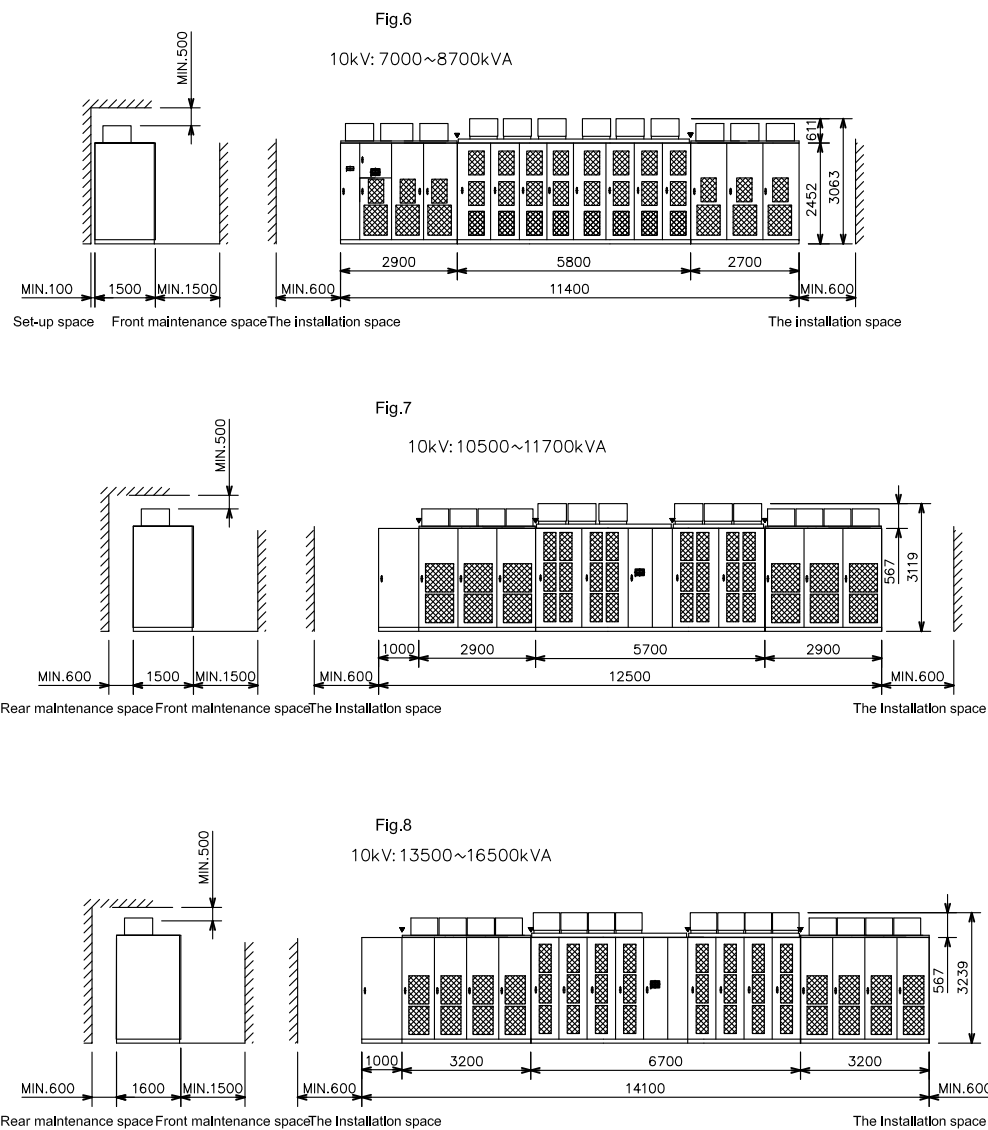 Fig.6
10kV: 7000~8700kVA
MIN.500
611
2452
3063
2900
5800
2700
MIN.100
1500
MIN.1500
MIN.600
11400
MIN.600
Set-up space
Front maintenance space
The installation space
The installation space
Fig.7
10kV: 10500~11700kVA
MIN.500
567
3119
1000
2900
5700
2900
MIN.600
1500
MIN.1500
MIN.600
12500
MIN.600
Rear maintenance space
Front maintenance space
The Installation space
The Installation space
Fig.8
10kV: 13500~16500kVA
MIN.500
567
3239
1000
3200
6700
3200
MIN.600
1600
MIN.1500
MIN.600
14100
MIN.600
Rear maintenance space
Front maintenance space
The Installation space
The Installation space